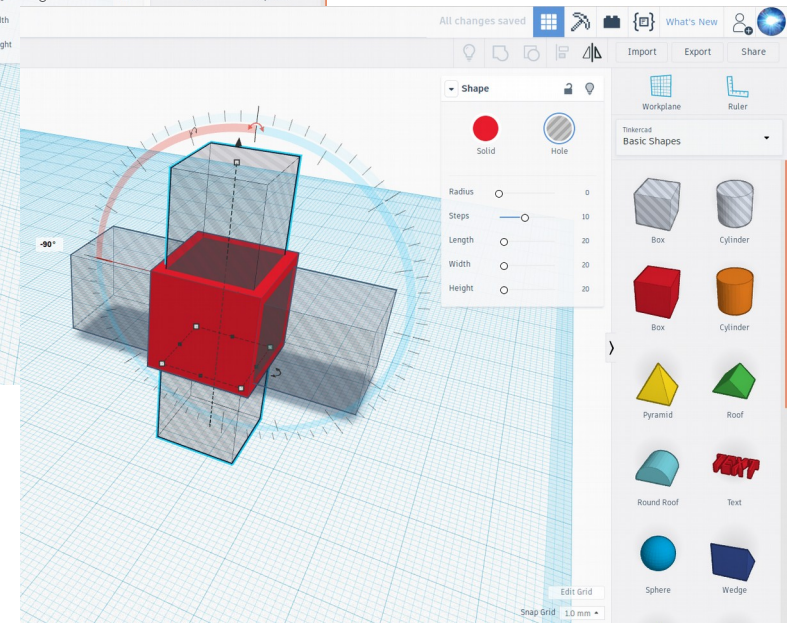 All changes saved
What's New
Import Export Share
Shape
Solid Hole
Radius 0
Steps 10
Length 20
Width 20
Height 20
-90°
Workplane Ruler
Tinkercad
Basic Shapes
Box Cylinder
Box Cylinder
Pyramid Roof
Round Roof Text
TEXT
Sphere Wedge
Edit Grid
Snap Grid 1.0 mm